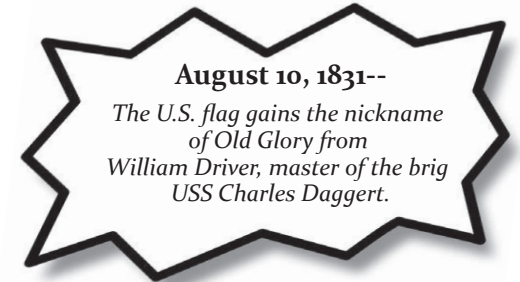 August 10, 1831--
The U.S. flag gains the nickname
of Old Glory from
William Driver, master of the brig
USS Charles Daggert.